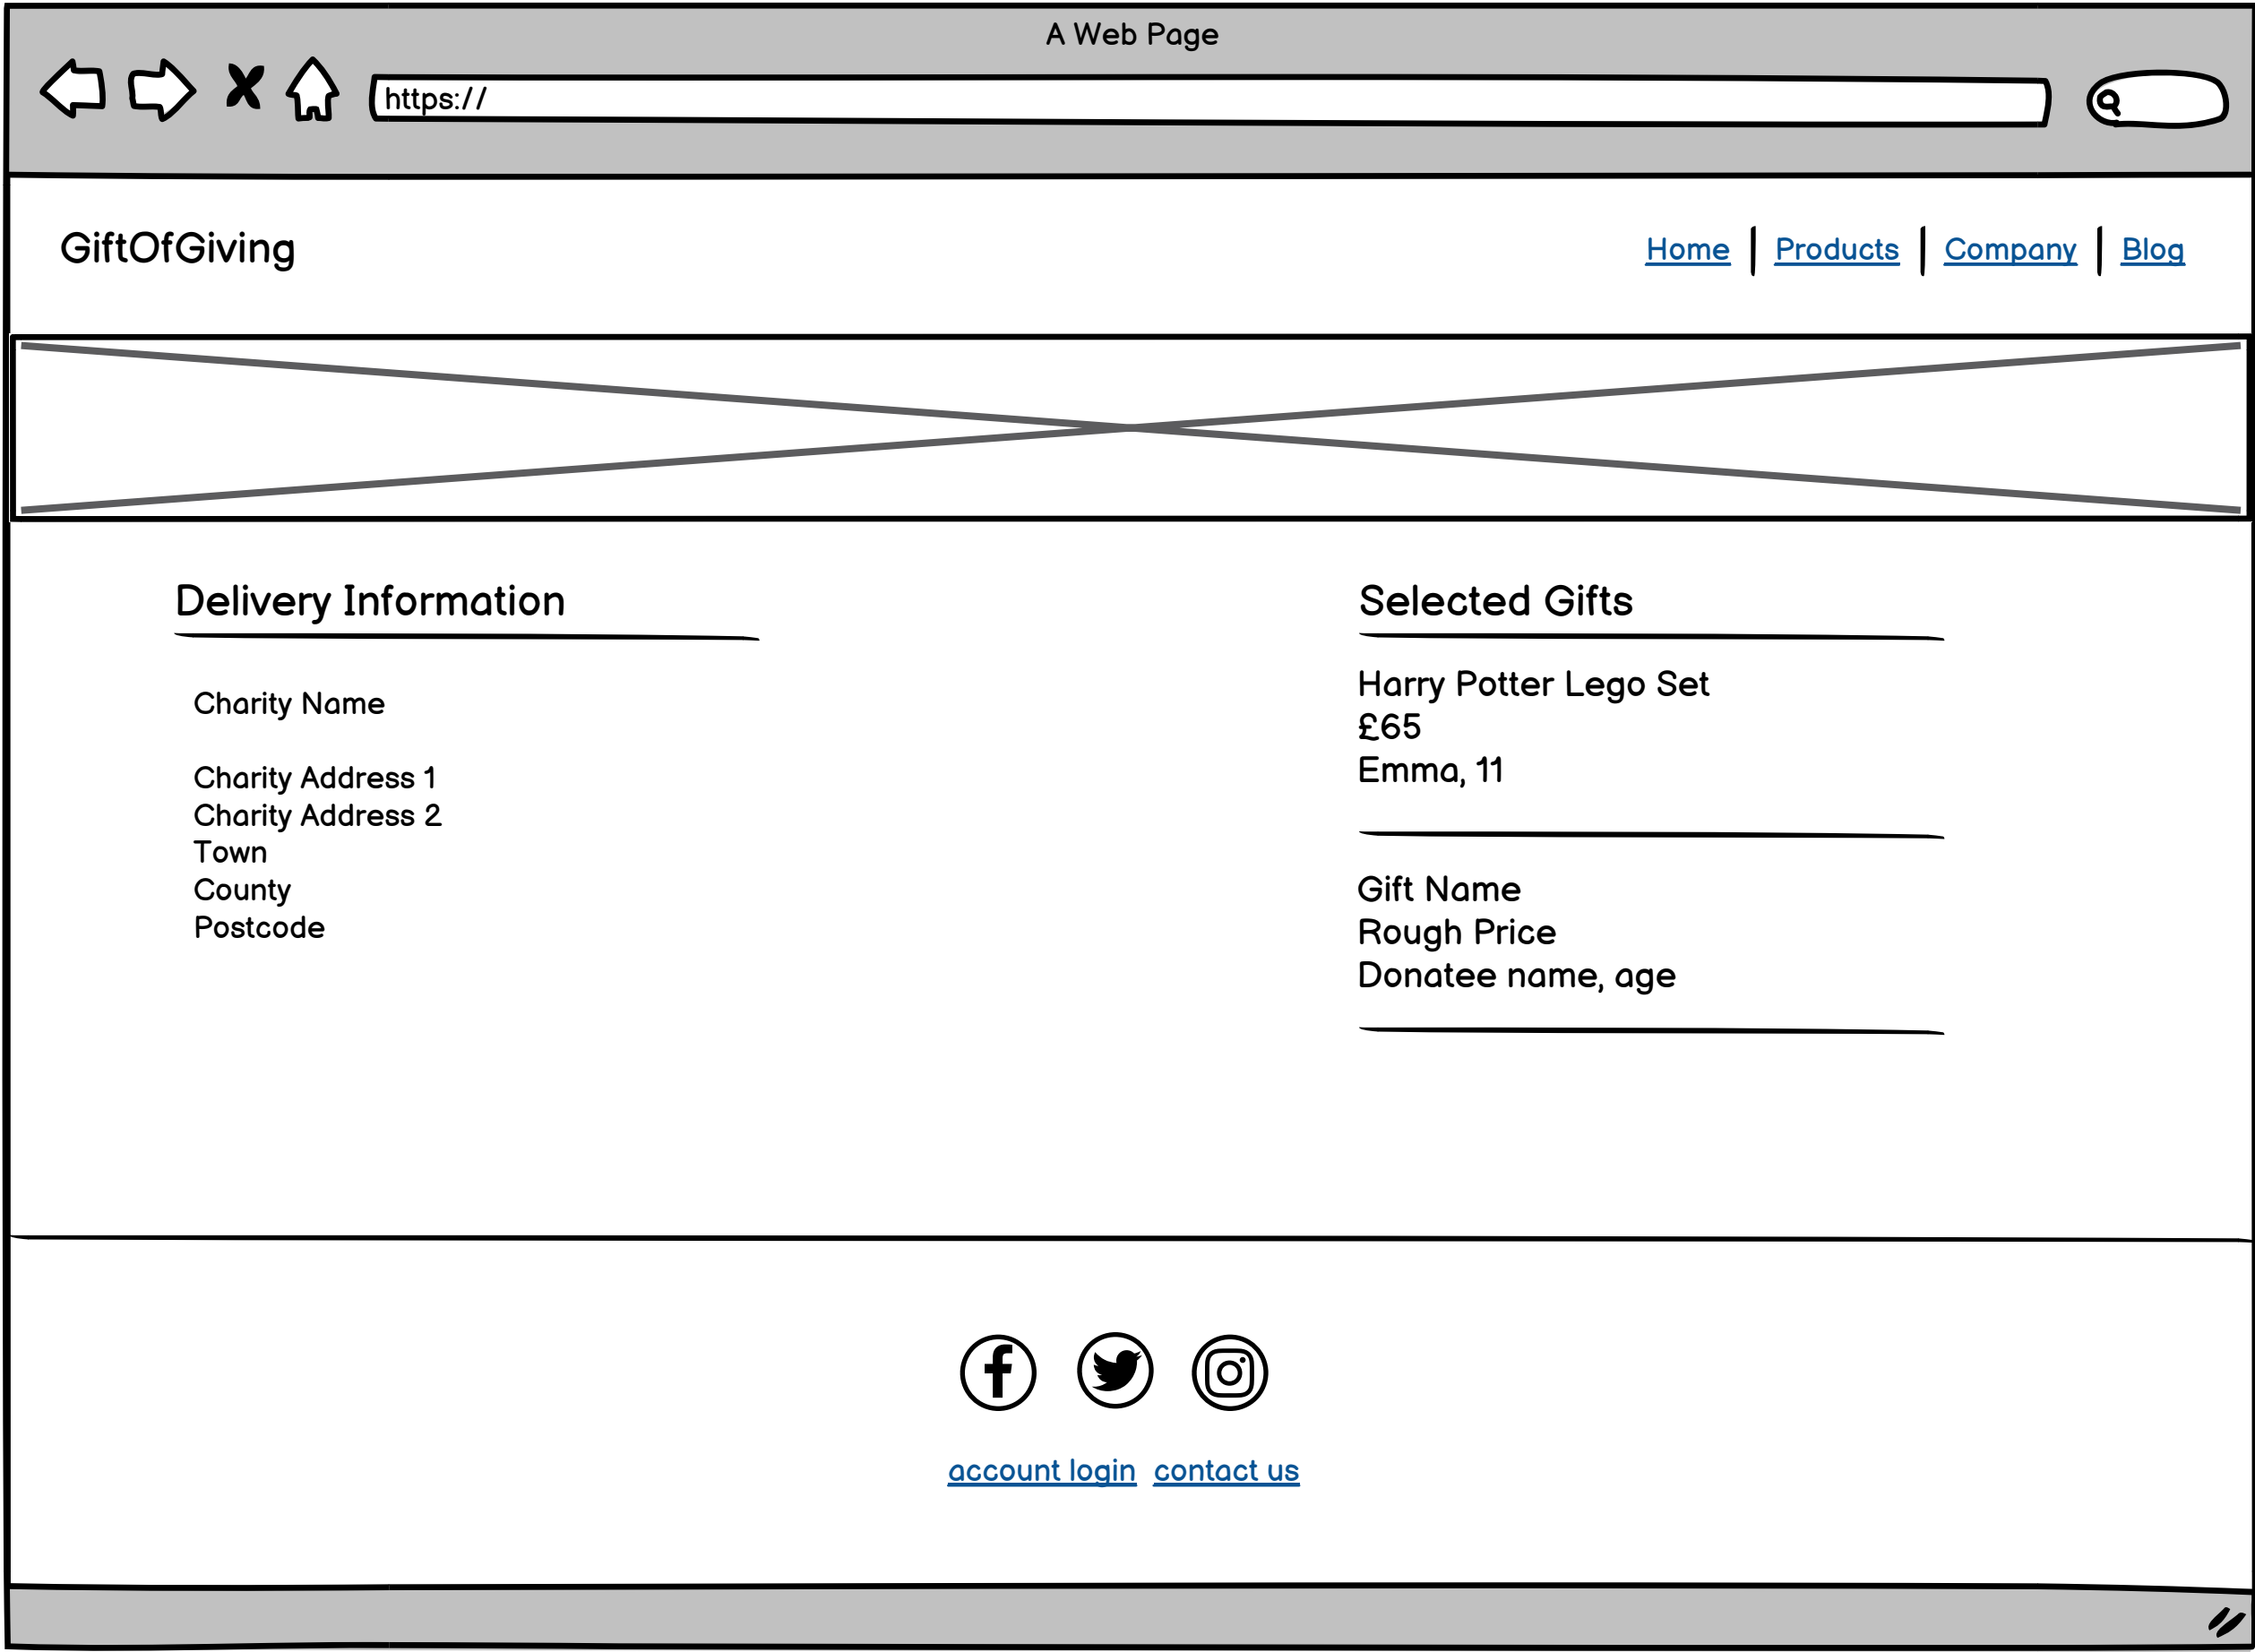 A Web Page
https://
GiftOfGiving
Home | Products | Company | Blog
Delivery Information
Charity Name
Charity Address 1
Charity Address 2
Town
County
Postcode
Selected Gifts
Harry Potter Lego Set
£65
Emma, 11
Gift Name
Rough Price
Donatee name, age
account login contact us